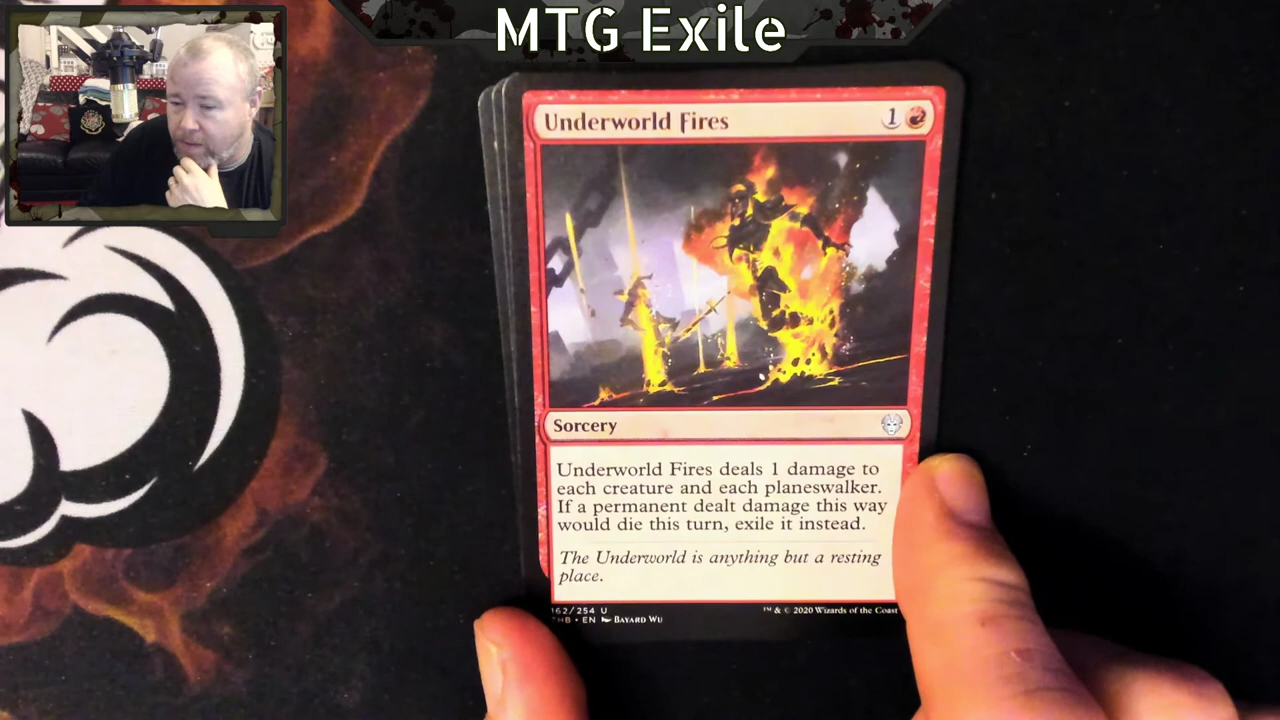 MTG Exile
Underworld Fires 1
Sorcery
Underworld Fires deals 1 damage to
each creature and each planeswalker.
If a permanent dealt damage this way
would die this turn, exile it instead.
The Underworld is anything but a resting
place.
162/254 U
THB • EN Bayard Wu
™ & © 2020 Wizards of the Coast